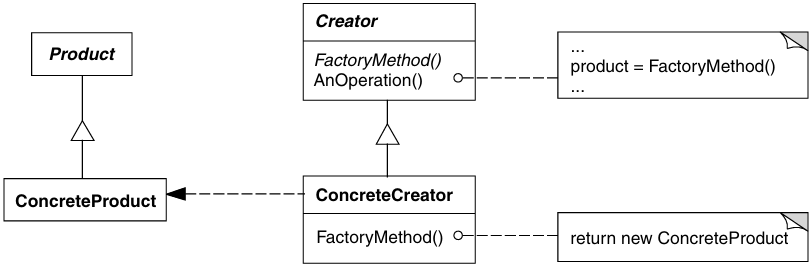 Creator
Product
FactoryMethod()
AnOperation()
...
product = FactoryMethod()
...
ConcreteProduct
ConcreteCreator
FactoryMethod()
return new ConcreteProduct